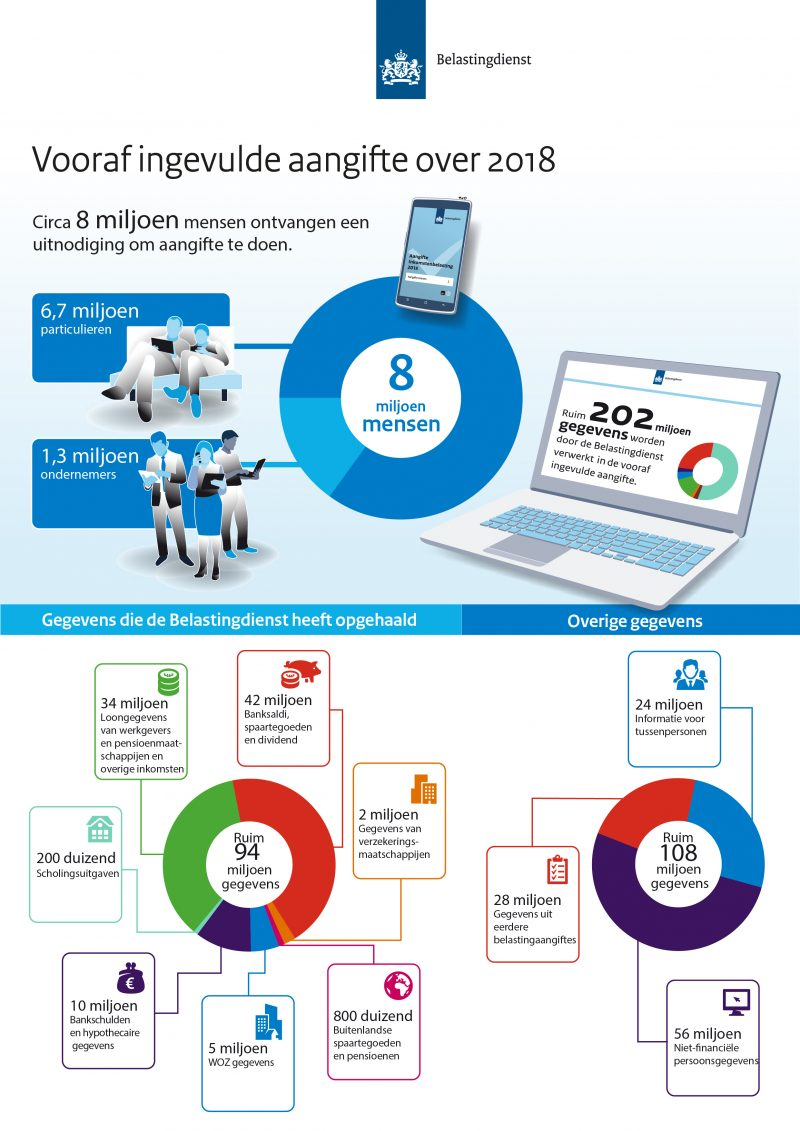 Belastingdienst
Vooraf ingevulde aangifte over 2018
Circa 8 miljoen mensen ontvangen een
uitnodiging om aangifte te doen.
Aangifte
inkomstenbelasting
2018
6,7 miljoen
particulieren
8
miljoen
mensen
1,3 miljoen
ondernemers
Ruim 202 miljoen
gegevens worden
door de Belastingdienst
verwerkt in de vooraf
ingevulde aangifte.
Gegevens die de Belastingdienst heeft opgehaald
Overige gegevens
34 miljoen
Loongegevens
van werkgevers
en pensioenmaat-
schappijen en
overige inkomsten
42 miljoen
Banksaldi,
spaartegoeden
en dividend
2 miljoen
Gegevens van
verzekerings-
maatschappijen
200 duizend
Scholingsuitgaven
Ruim
94
miljoen
gegevens
10 miljoen
Bankschulden
en hypothecaire
gegevens
5 miljoen
WOZ gegevens
800 duizend
Buitenlandse
spaartegoeden
en pensioenen
24 miljoen
Informatie voor
tussenpersonen
Ruim
108
miljoen
gegevens
28 miljoen
Gegevens uit
eerdere
belastingaangiftes
56 miljoen
Niet-financiële
persoonsgegevens